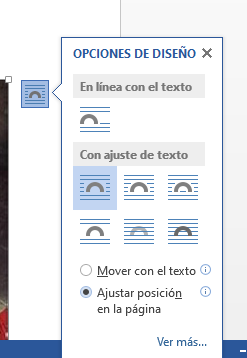 OPCIONES DE DISEÑO
En línea con el texto
Con ajuste de texto
Mover con el texto
Ajustar posición
en la página
Ver más...